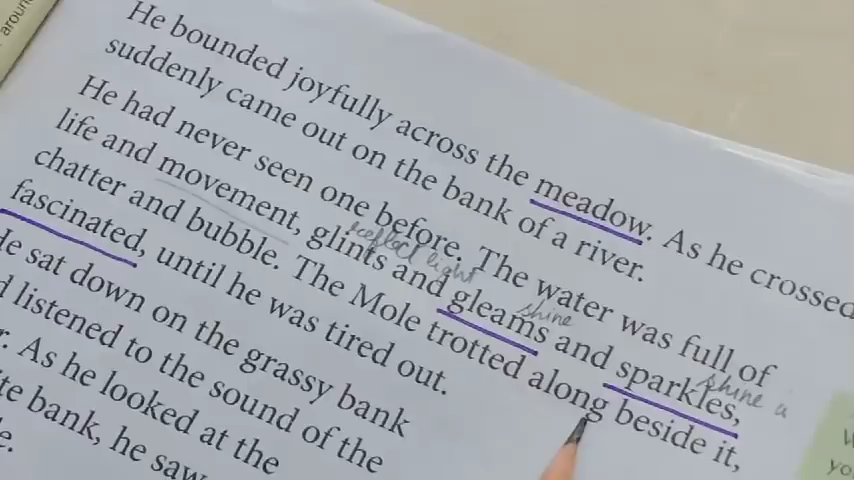 around
He bounded joyfully across the meadow. As he crossed
suddenly came out on the bank of a river.
He had never seen one before. The water was full of
life and movement, glints and gleams and sparkles,
reflect light
shine
shine a
chatter and bubble. The Mole trotted along beside it,
fascinated, until he was tired out.
He sat down on the grassy bank
listened to the sound of the
As he looked at the
bank, he saw